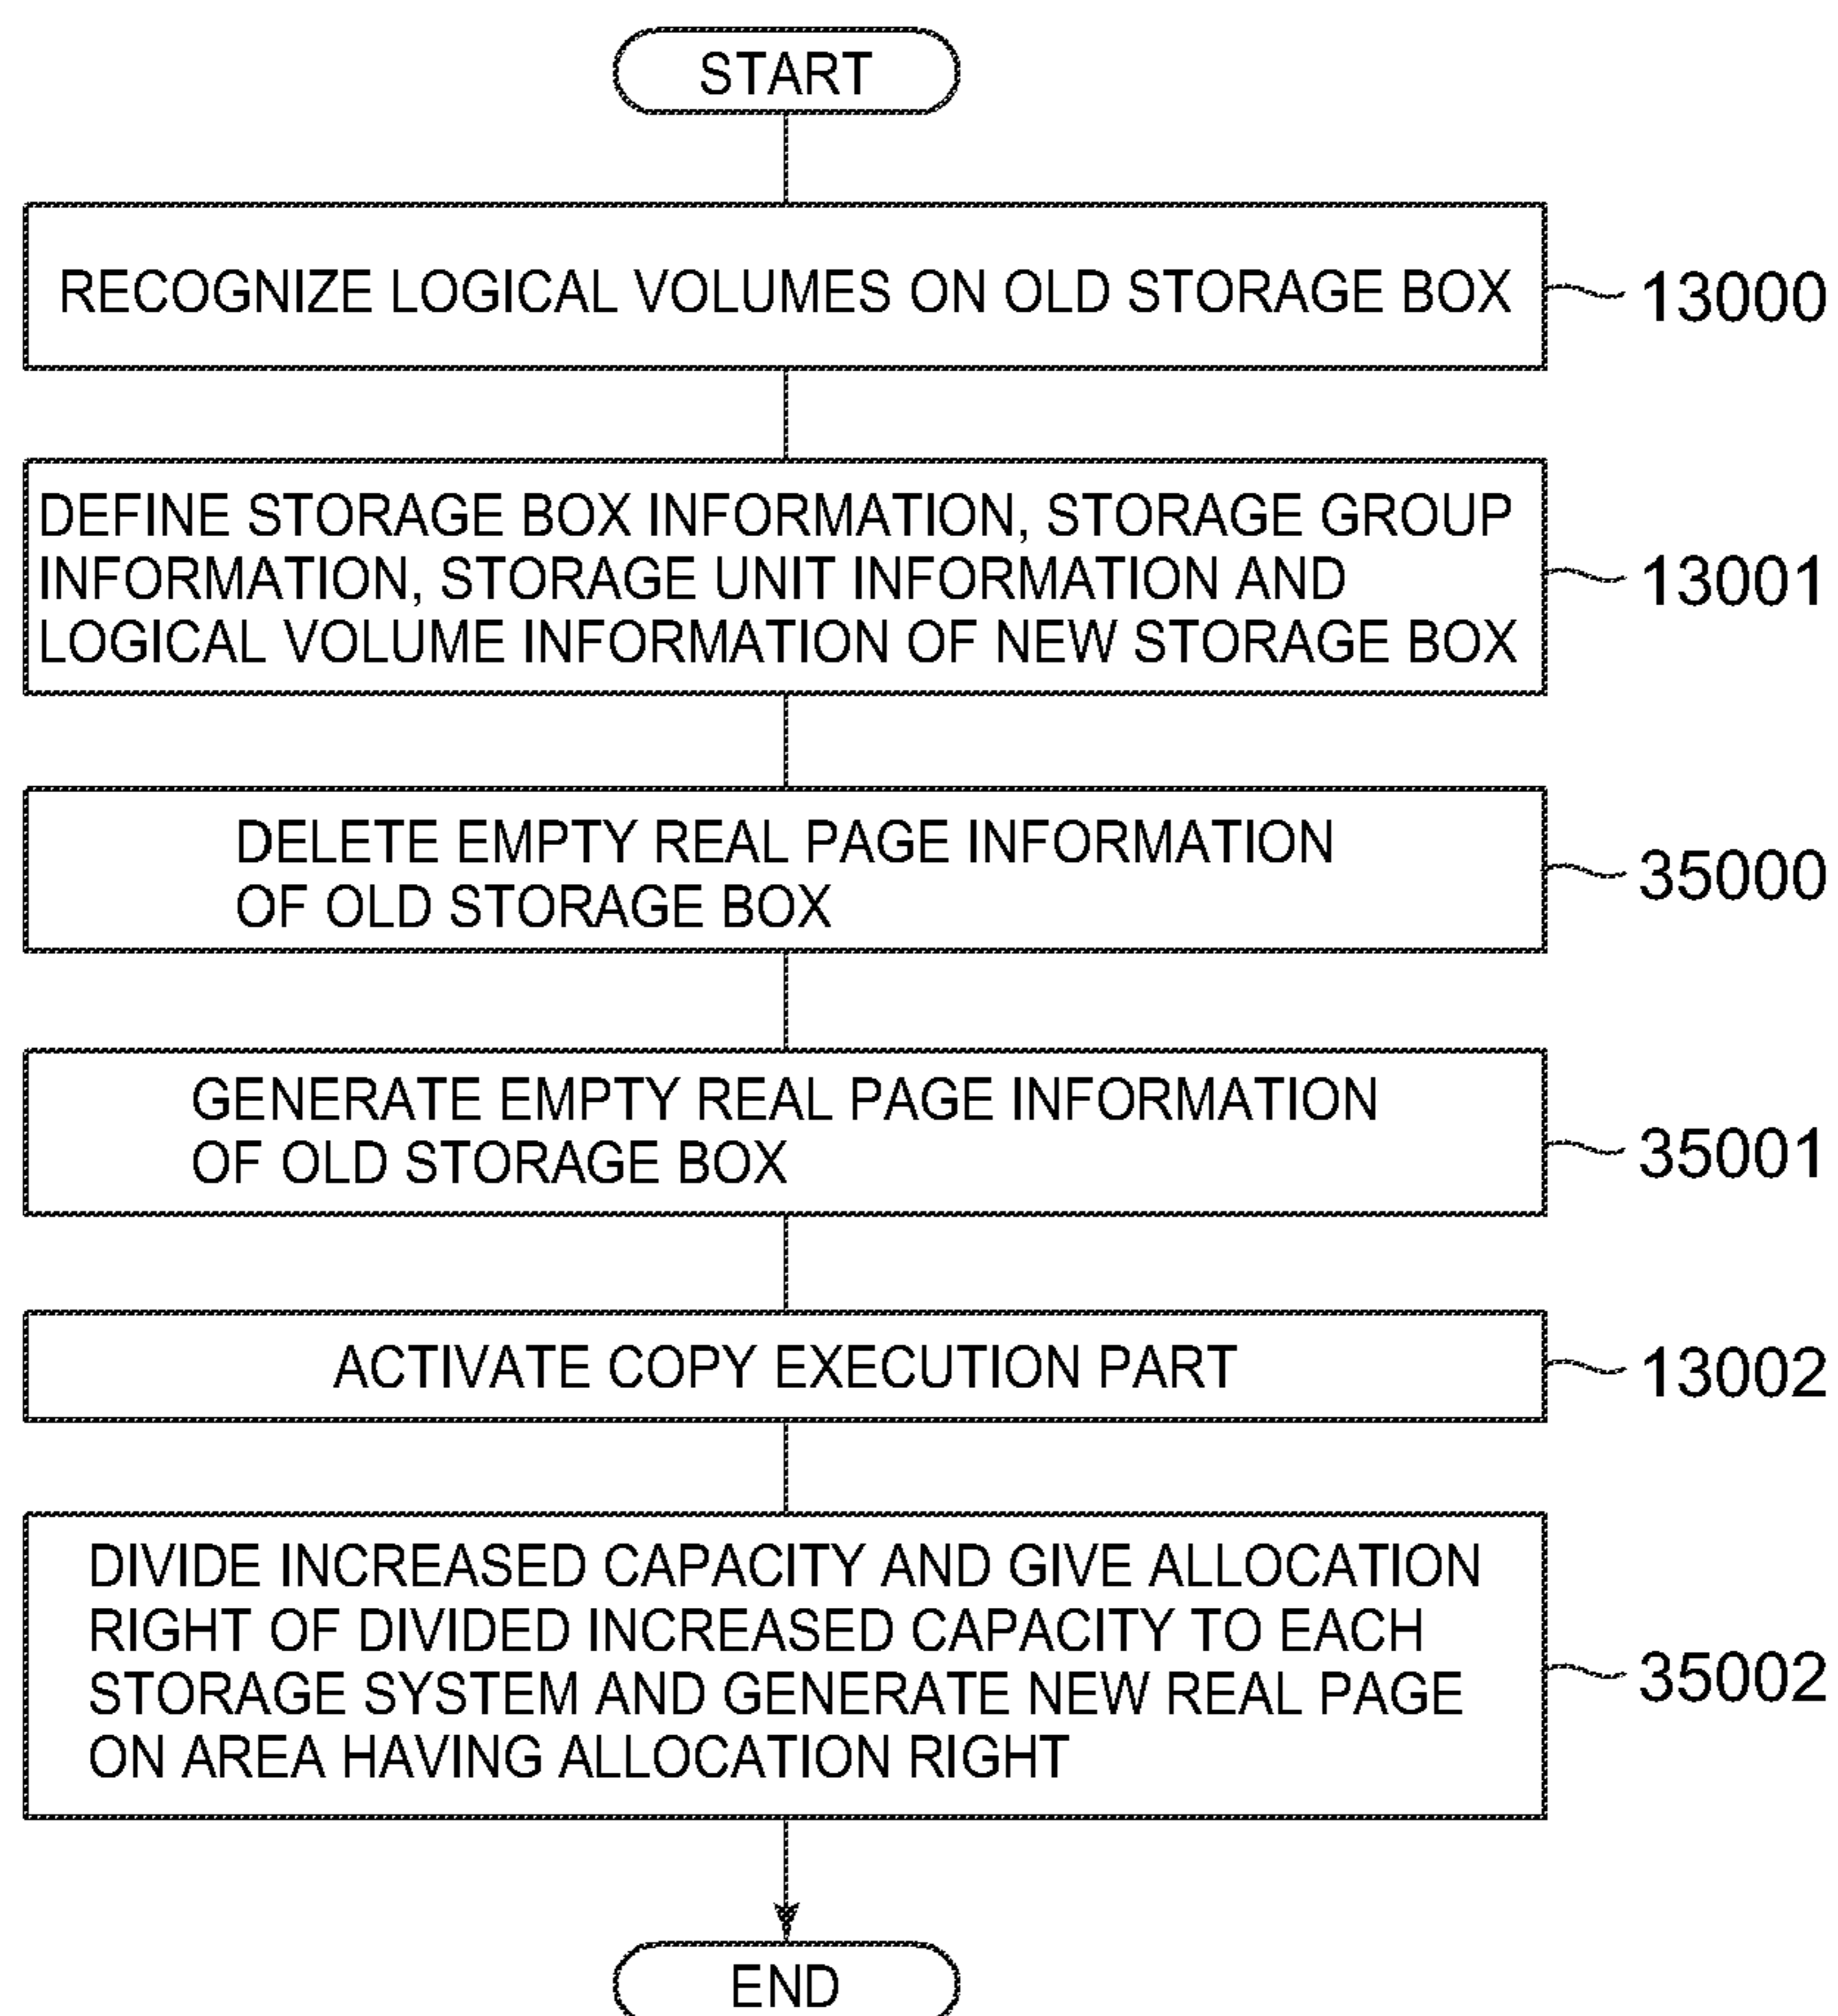 START
RECOGNIZE LOGICAL VOLUMES ON OLD STORAGE BOX
13000
DEFINE STORAGE BOX INFORMATION, STORAGE GROUP
INFORMATION, STORAGE UNIT INFORMATION AND
LOGICAL VOLUME INFORMATION OF NEW STORAGE BOX
13001
DELETE EMPTY REAL PAGE INFORMATION
OF OLD STORAGE BOX
35000
GENERATE EMPTY REAL PAGE INFORMATION
OF OLD STORAGE BOX
35001
ACTIVATE COPY EXECUTION PART
13002
DIVIDE INCREASED CAPACITY AND GIVE ALLOCATION
RIGHT OF DIVIDED INCREASED CAPACITY TO EACH
STORAGE SYSTEM AND GENERATE NEW REAL PAGE
ON AREA HAVING ALLOCATION RIGHT
35002
END